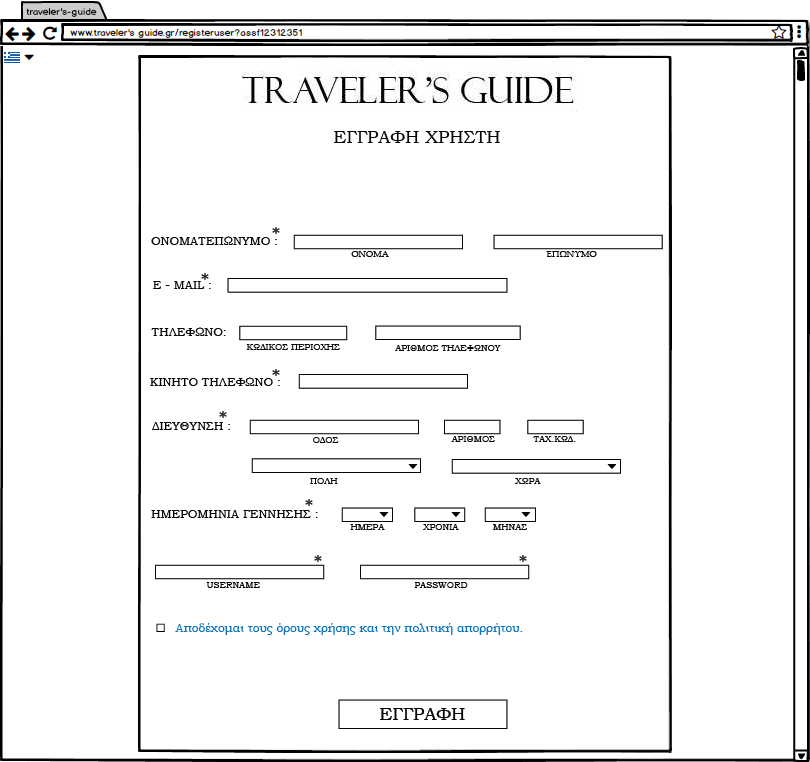 traveler's-guide
www.traveler's guide.gr/registeruser?assf12312351
TRAVELER'S GUIDE
ΕΓΓΡΑΦΗ ΧΡΗΣΤΗ
ΟΝΟΜΑΤΕΠΩΝΥΜΟ * :
ΟΝΟΜΑ ΕΠΩΝΥΜΟ
E - MAIL * :
ΤΗΛΕΦΩΝΟ:
ΚΩΔΙΚΟΣ ΠΕΡΙΟΧΗΣ ΑΡΙΘΜΟΣ ΤΗΛΕΦΩΝΟΥ
ΚΙΝΗΤΟ ΤΗΛΕΦΩΝΟ * :
ΔΙΕΥΘΥΝΣΗ * :
ΟΔΟΣ ΑΡΙΘΜΟΣ ΤΑΧ.ΚΩΔ.
ΠΟΛΗ ΧΩΡΑ
ΗΜΕΡΟΜΗΝΙΑ ΓΕΝΝΗΣΗΣ * :
ΗΜΕΡΑ ΧΡΟΝΙΑ ΜΗΝΑΣ
* *
USERNAME PASSWORD
Αποδέχομαι τους όρους χρήσης και την πολιτική απορρήτου.
ΕΓΓΡΑΦΗ